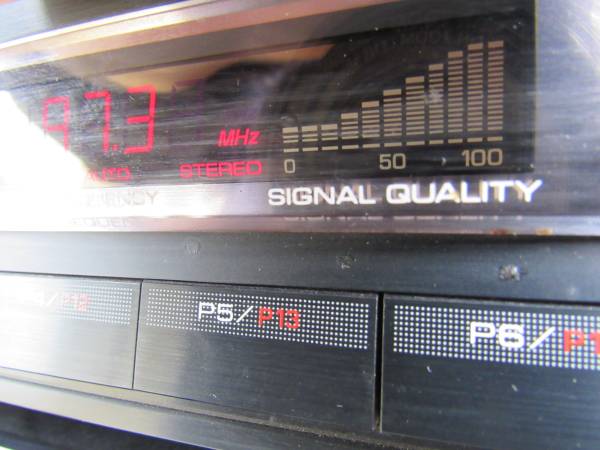 97.3 MHz
AUTO STEREO 0 50 100
SIGNAL QUALITY
P5/P13 P6/